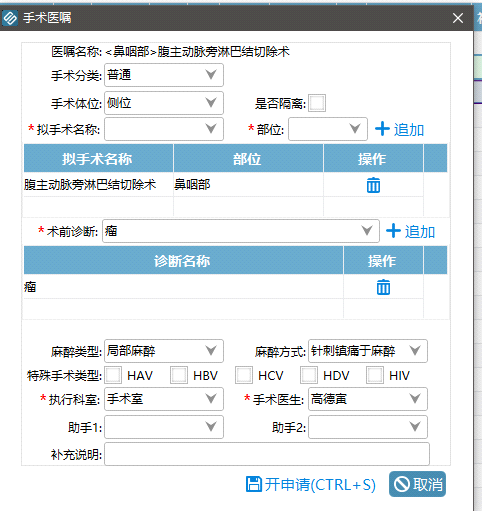 手术医嘱
医嘱名称: <鼻咽部>腹主动脉旁淋巴结切除术
手术分类: 普通
手术体位: 侧位 是否隔离:
*拟手术名称: *部位: 追加
拟手术名称 部位 操作
腹主动脉旁淋巴结切除术 鼻咽部
*术前诊断: 瘤 追加
诊断名称 操作
瘤
麻醉类型: 局部麻醉 麻醉方式: 针刺镇痛于麻醉
特殊手术类型: HAV HBV HCV HDV HIV
*执行科室: 手术室 *手术医生: 高德寅
助手1: 助手2:
补充说明:
开申请(CTRL+S) 取消